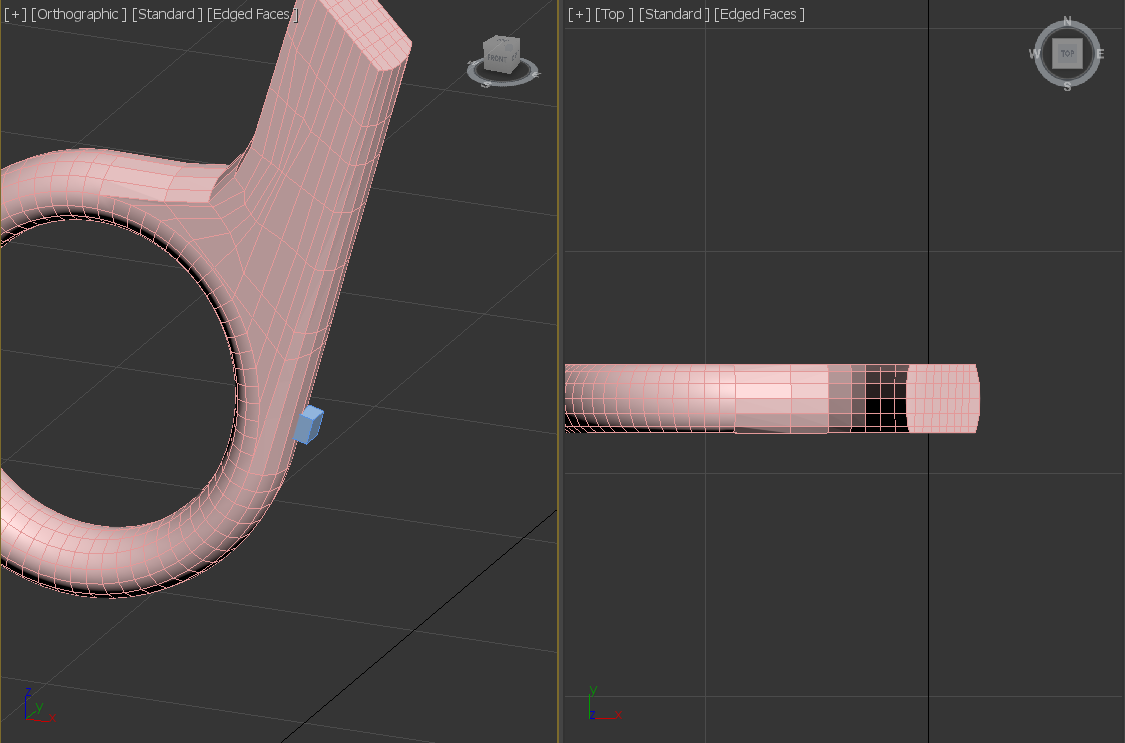 [+] [Orthographic ] [Standard ] [Edged Faces ]
FRONT
S
z
y
x
[+] [Top ] [Standard ] [Edged Faces ]
N
W
TOP
E
S
y
z
x